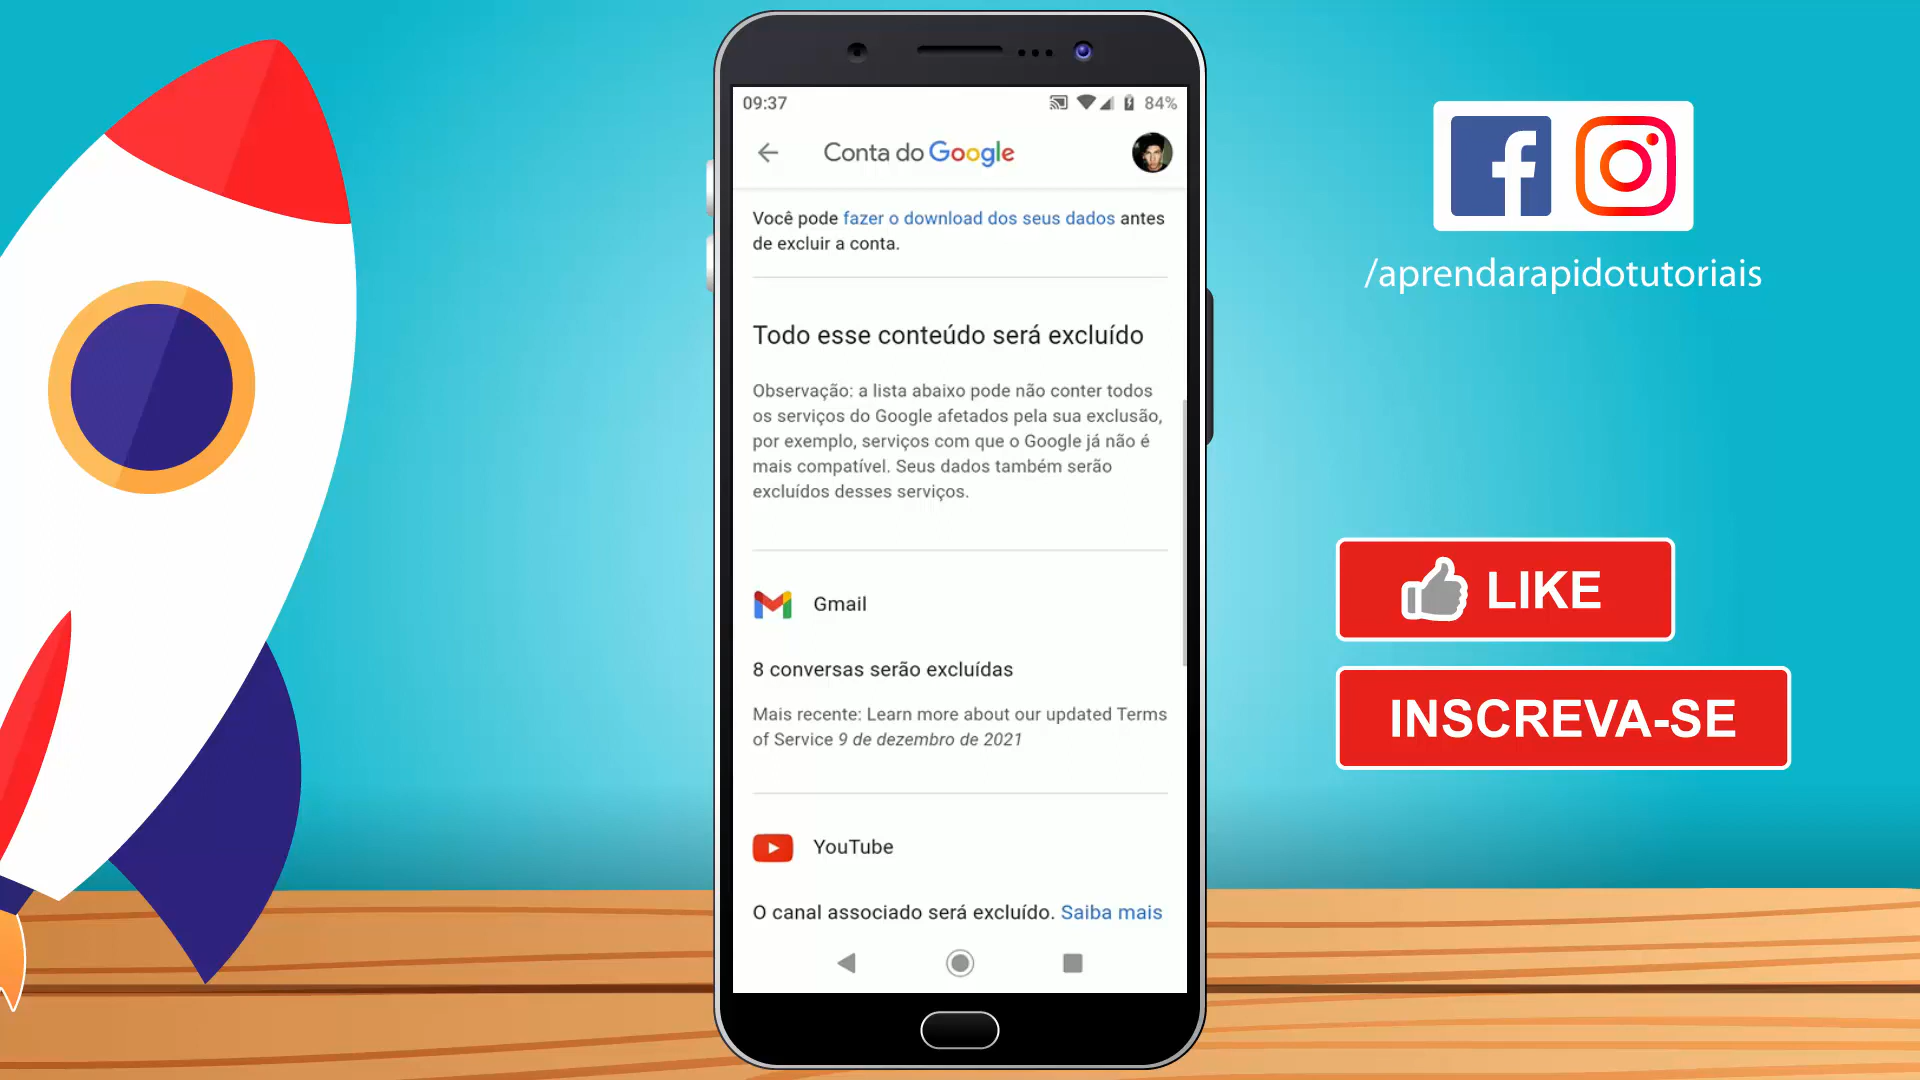 09:37
84%
Conta do Google
Você pode fazer o download dos seus dados antes
de excluir a conta.
Todo esse conteúdo será excluído
Observação: a lista abaixo pode não conter todos
os serviços do Google afetados pela sua exclusão,
por exemplo, serviços com que o Google já não é
mais compatível. Seus dados também serão
excluídos desses serviços.
Gmail
8 conversas serão excluídas
Mais recente: Learn more about our updated Terms
of Service 9 de dezembro de 2021
YouTube
O canal associado será excluído. Saiba mais
/aprendarapidotutoriais
LIKE
INSCREVA-SE